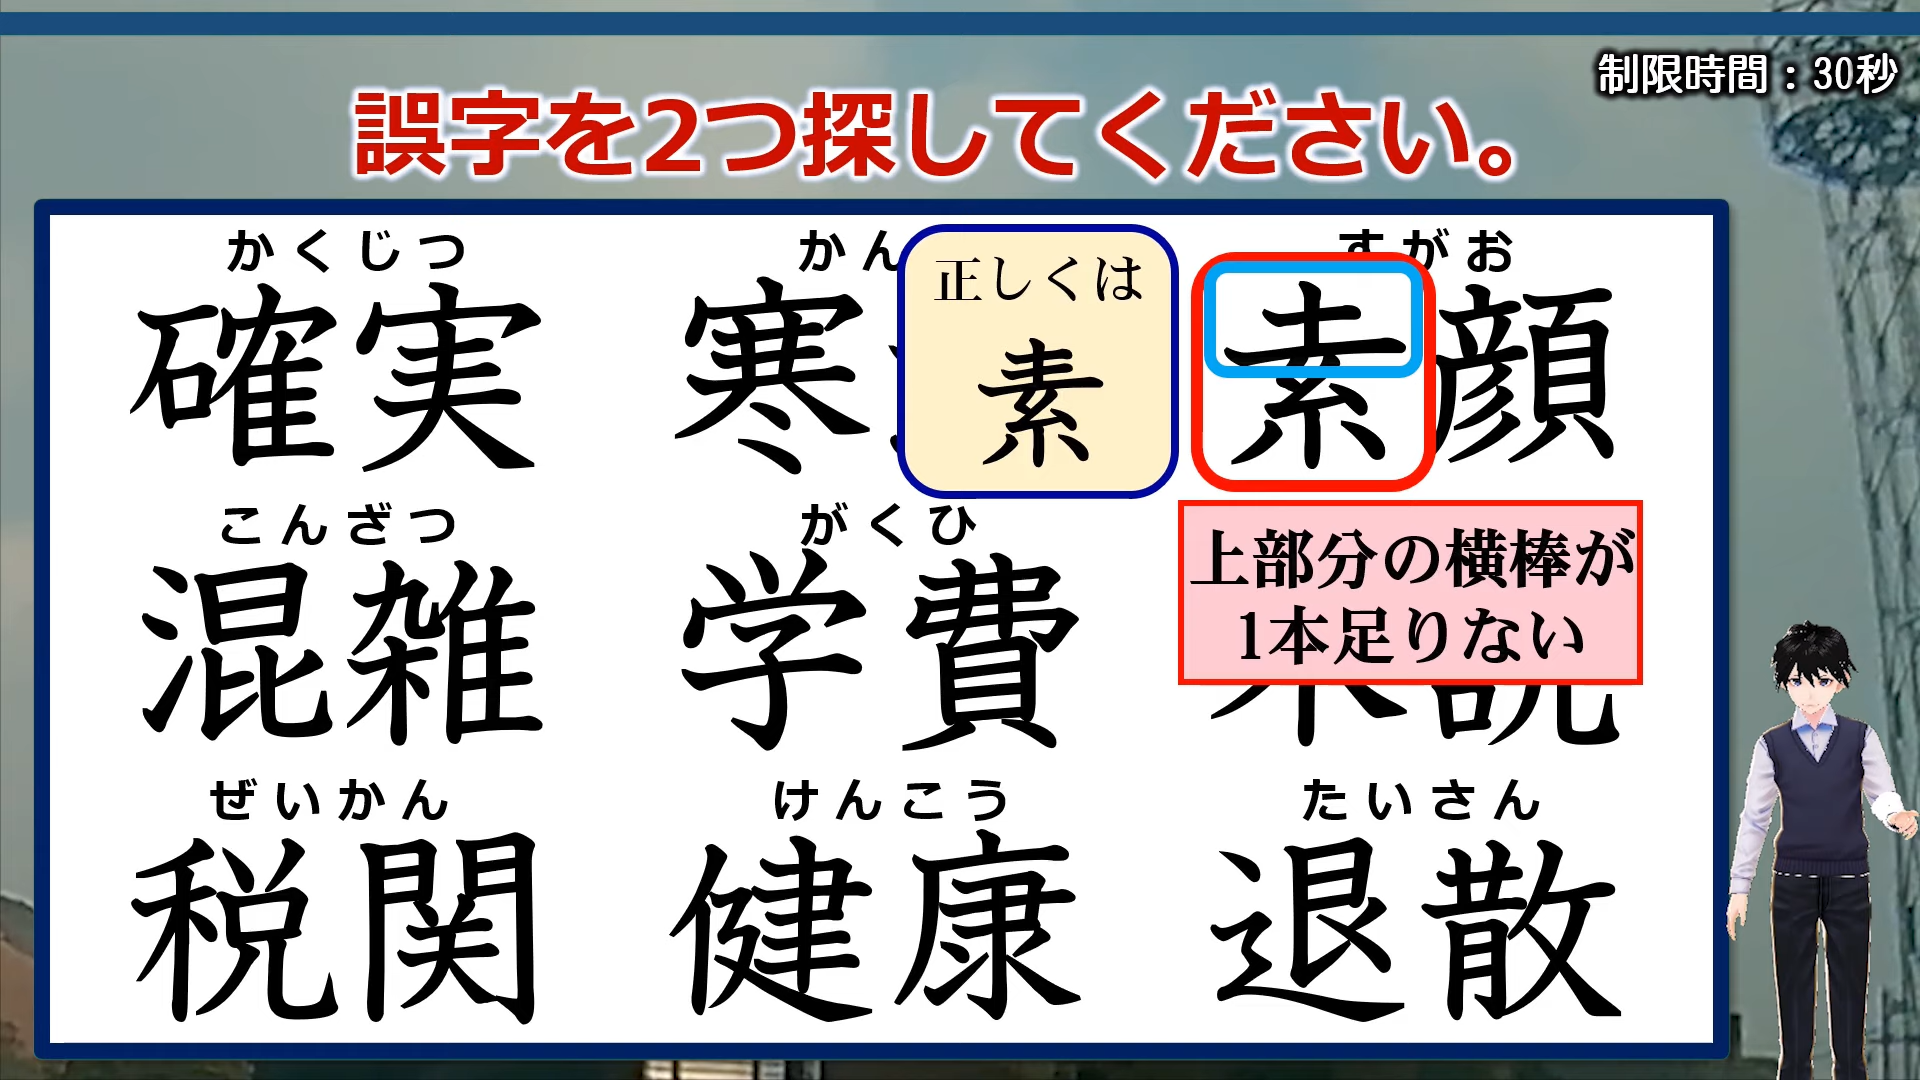 制限時間：30秒
誤字を2つ探してください。
かくじつ
確実
かん
寒
正しくは
素
すがお
素顔
こんざつ
混雑
がくひ
学費
上部分の横棒が
1本足りない
説
ぜいかん
税関
けんこう
健康
たいさん
退散